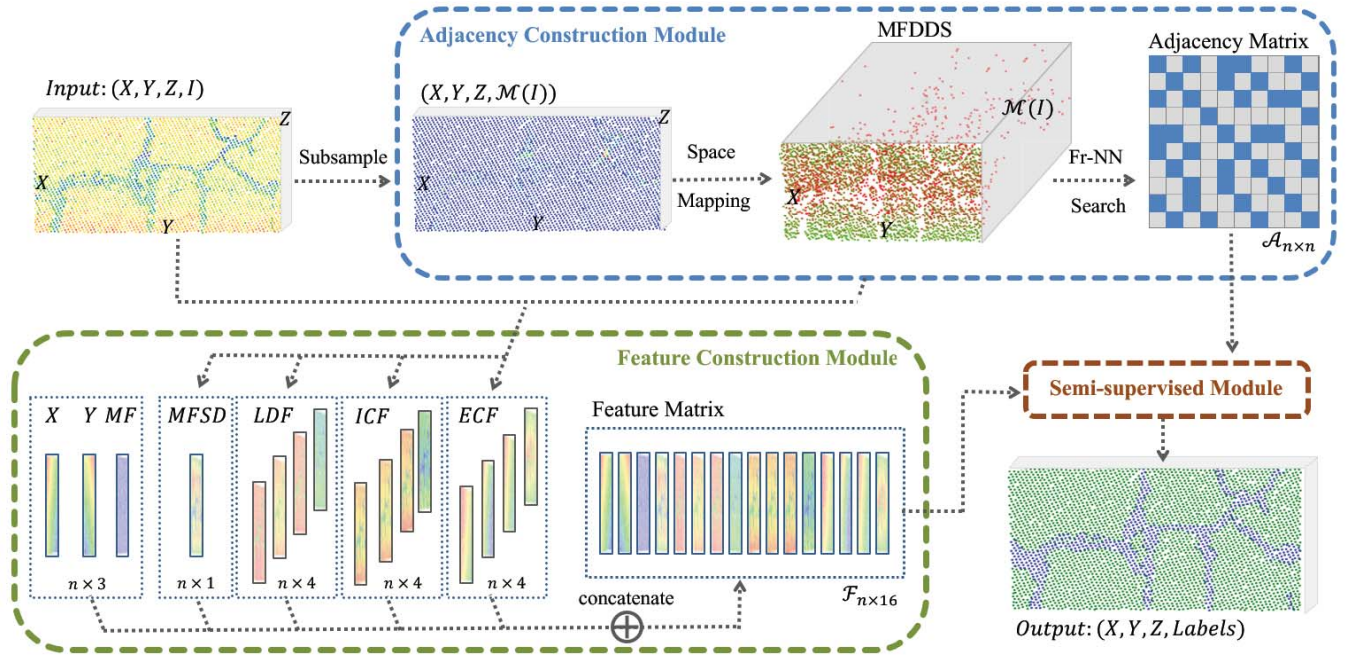 Adjacency Construction Module
MFDDS
Adjacency Matrix
Input: (X, Y, Z, I)
(X, Y, Z, ℳ(I))
Z
Z
ℳ(I)
Subsample
Space
Mapping
Fr-NN
Search
X
Y
X
Y
X
Y
𝒜n×n
Feature Construction Module
Semi-supervised Module
X Y MF
MFSD
LDF
ICF
ECF
Feature Matrix
n × 3
n × 1
n × 4
n × 4
n × 4
concatenate
ℱn×16
Output: (X, Y, Z, Labels)